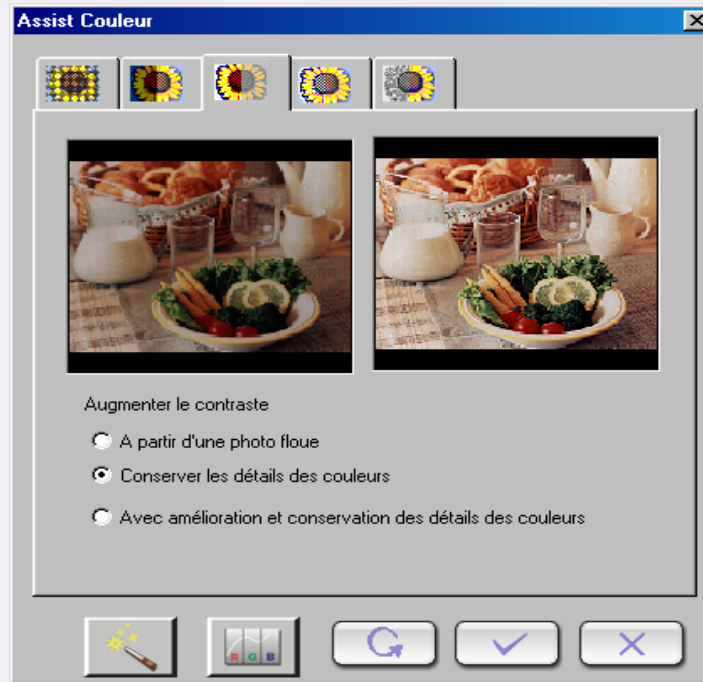 Assist Couleur
Augmenter le contraste
A partir d'une photo floue
Conserver les détails des couleurs
Avec amélioration et conservation des détails des couleurs
R G B